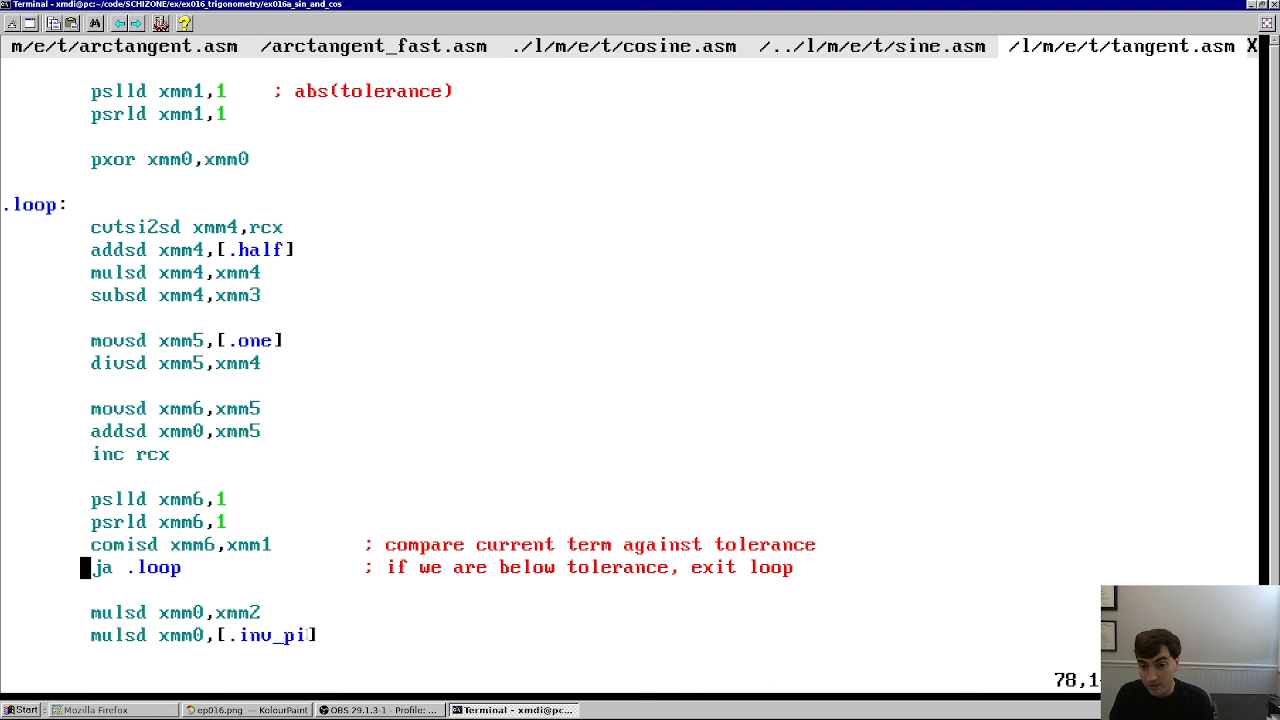 Terminal - xmdi@pc:~/code/SCHIZONE/ex/ex016_trigonometry/ex016a_sin_and_cos
m/e/t/arctangent.asm /arctangent_fast.asm ./l/m/e/t/cosine.asm /../l/m/e/t/sine.asm /l/m/e/t/tangent.asm X
pslld xmm1,1 ; abs(tolerance)
psrld xmm1,1
pxor xmm0,xmm0
.loop:
cvtsi2sd xmm4,rcx
addsd xmm4,[.half]
mulsd xmm4,xmm4
subsd xmm4,xmm3
movsd xmm5,[.one]
divsd xmm5,xmm4
movsd xmm6,xmm5
addsd xmm0,xmm5
inc rcx
pslld xmm6,1
psrld xmm6,1
comisd xmm6,xmm1 ; compare current term against tolerance
ja .loop ; if we are below tolerance, exit loop
mulsd xmm0,xmm2
mulsd xmm0,[.inv_pi]
78,1
Start Mozilla Firefox ep016.png — KolourPaint OBS 29.1.3-1 - Profile: ... Terminal - xmdi@pc...